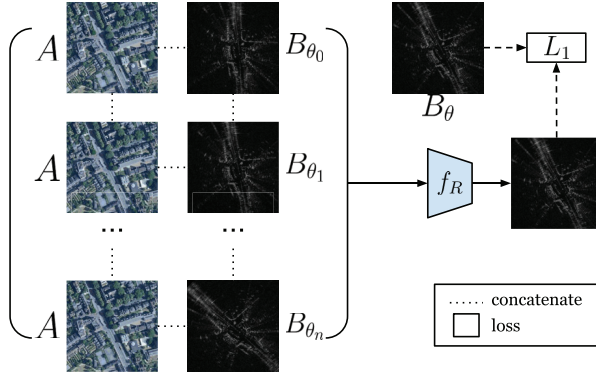 A
B_{θ_0}
B_θ
L_1
A
B_{θ_1}
f_R
...
...
A
B_{θ_n}
concatenate
loss